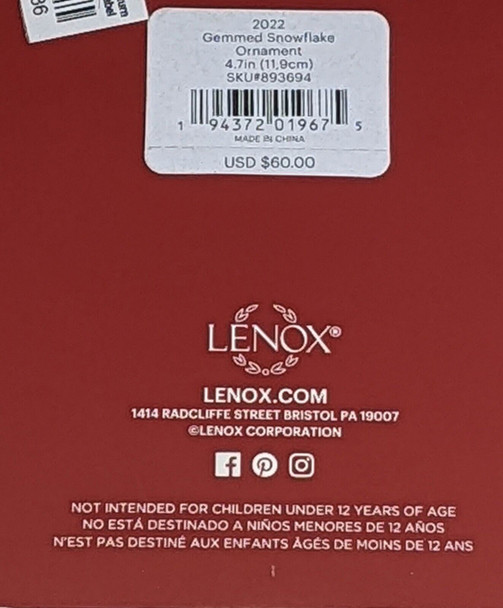 86
2022
Gemmed Snowflake
Ornament
4.7in (11.9cm)
SKU#893694
1 94372 01967 5
MADE IN CHINA
USD $60.00
LENOX®
LENOX.COM
1414 RADCLIFFE STREET BRISTOL PA 19007
©LENOX CORPORATION
NOT INTENDED FOR CHILDREN UNDER 12 YEARS OF AGE
NO ESTÁ DESTINADO A NIÑOS MENORES DE 12 AÑOS
N'EST PAS DESTINÉ AUX ENFANTS ÂGÉS DE MOINS DE 12 ANS